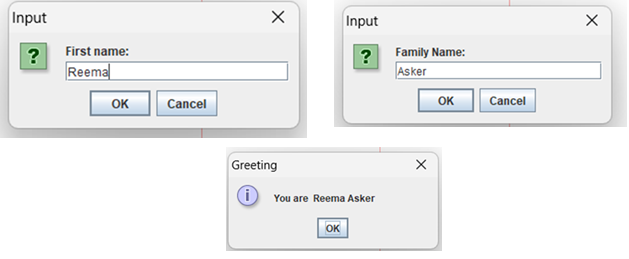 Input
First name:
Reema
OK Cancel
Input
Family Name:
Asker
OK Cancel
Greeting
You are  Reema Asker
OK